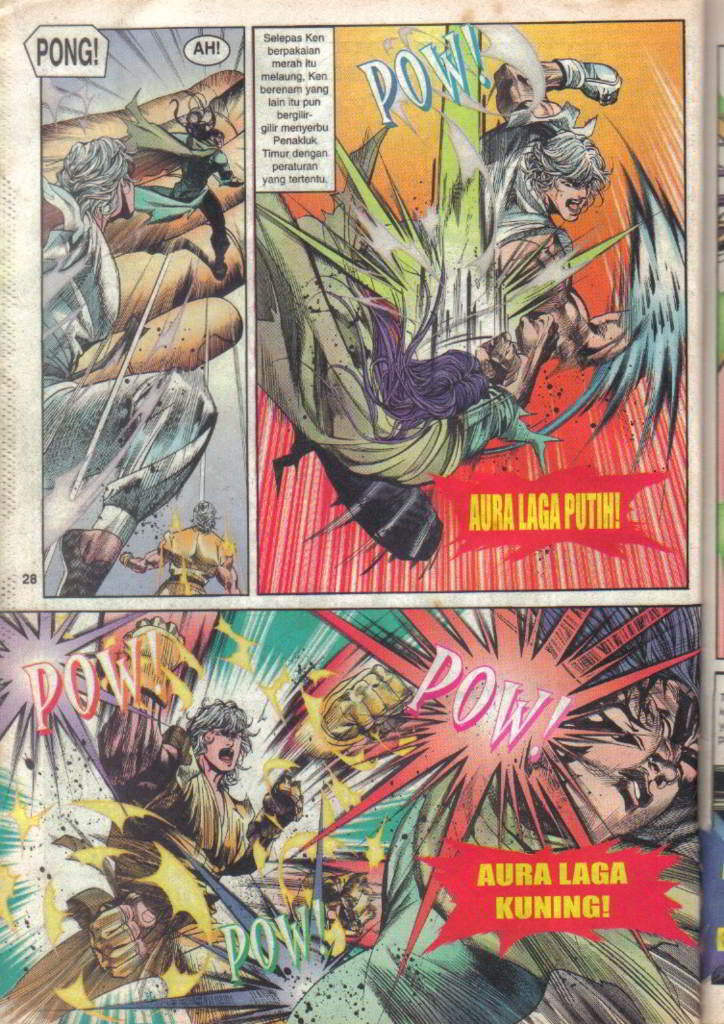 PONG!
AH!
Selepas Ken
berpakaian
merah itu
melaung, Ken
berenam yang
lain itu pun
bergilir-
gilir menyerbu
Penakluk
Timur dengan
peraturan
yang tertentu.
POW!
AURA LAGA PUTIH!
28
POW!
POW!
POW!
AURA LAGA
KUNING!